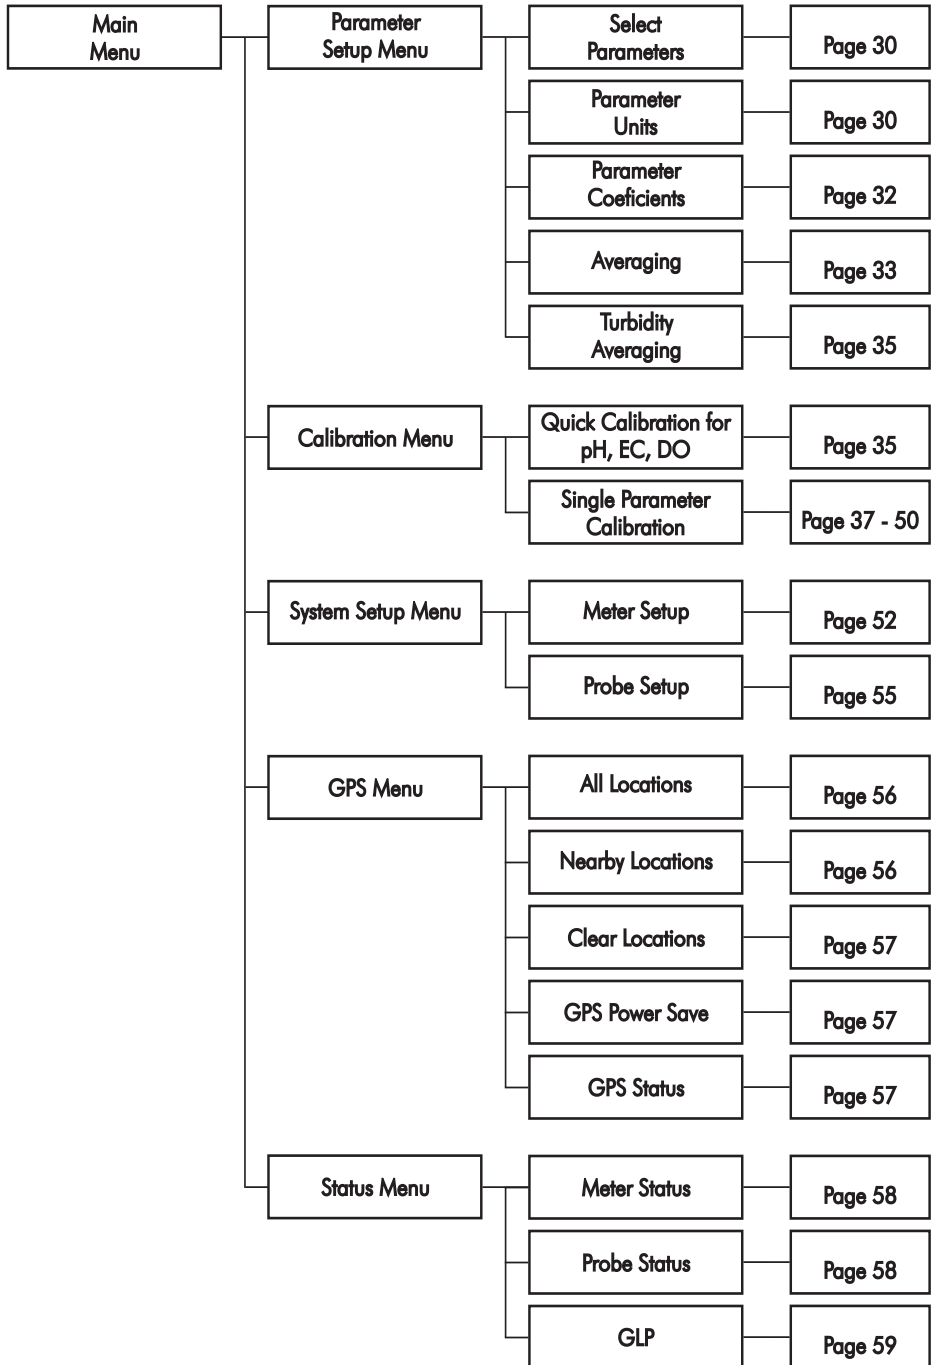 Main
Menu
Parameter
Setup Menu
Select
Parameters
Page 30
Parameter
Units
Page 30
Parameter
Coeficients
Page 32
Averaging
Page 33
Turbidity
Averaging
Page 35
Calibration Menu
Quick Calibration for
pH, EC, DO
Page 35
Single Parameter
Calibration
Page 37 - 50
System Setup Menu
Meter Setup
Page 52
Probe Setup
Page 55
GPS Menu
All Locations
Page 56
Nearby Locations
Page 56
Clear Locations
Page 57
GPS Power Save
Page 57
GPS Status
Page 57
Status Menu
Meter Status
Page 58
Probe Status
Page 58
GLP
Page 59